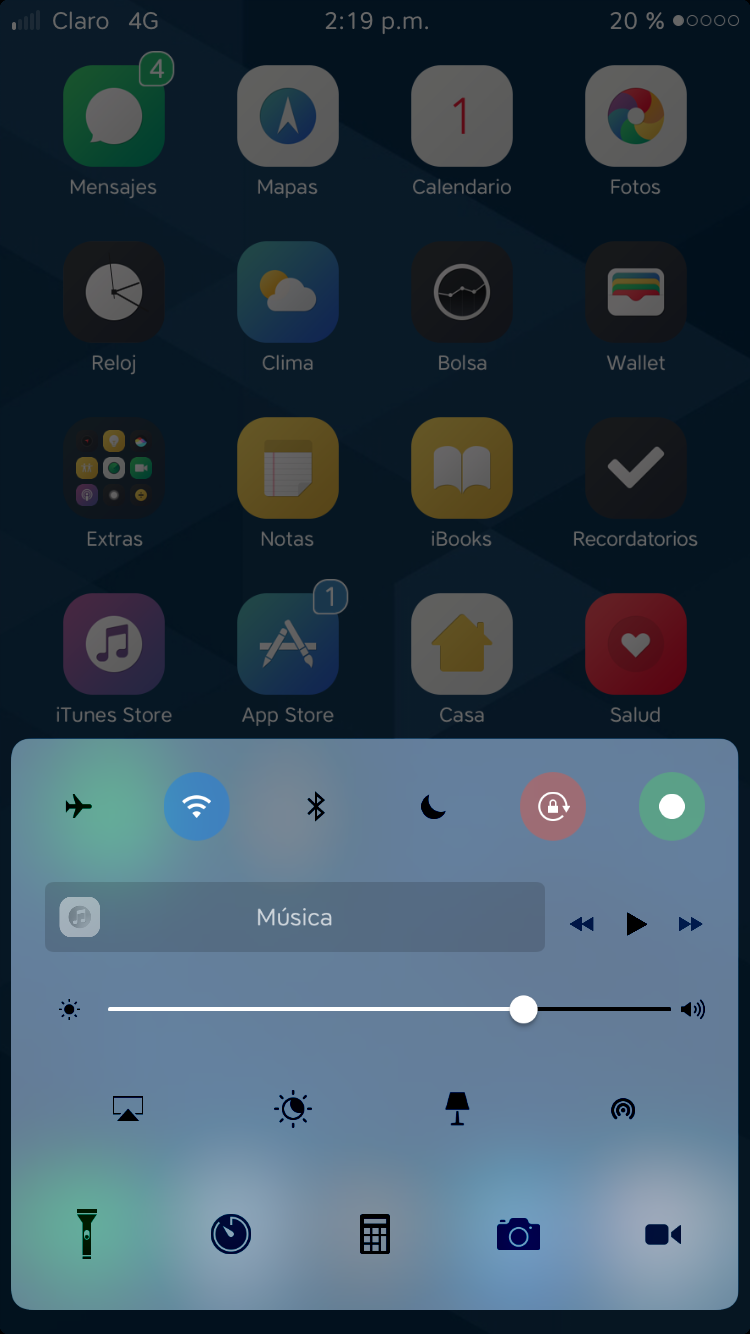 Claro 4G 2:19 p.m. 20 %
4
Mensajes Mapas 1 Calendario Fotos
Reloj Clima Bolsa Wallet
Extras Notas iBooks Recordatorios
1
iTunes Store App Store Casa Salud
Música